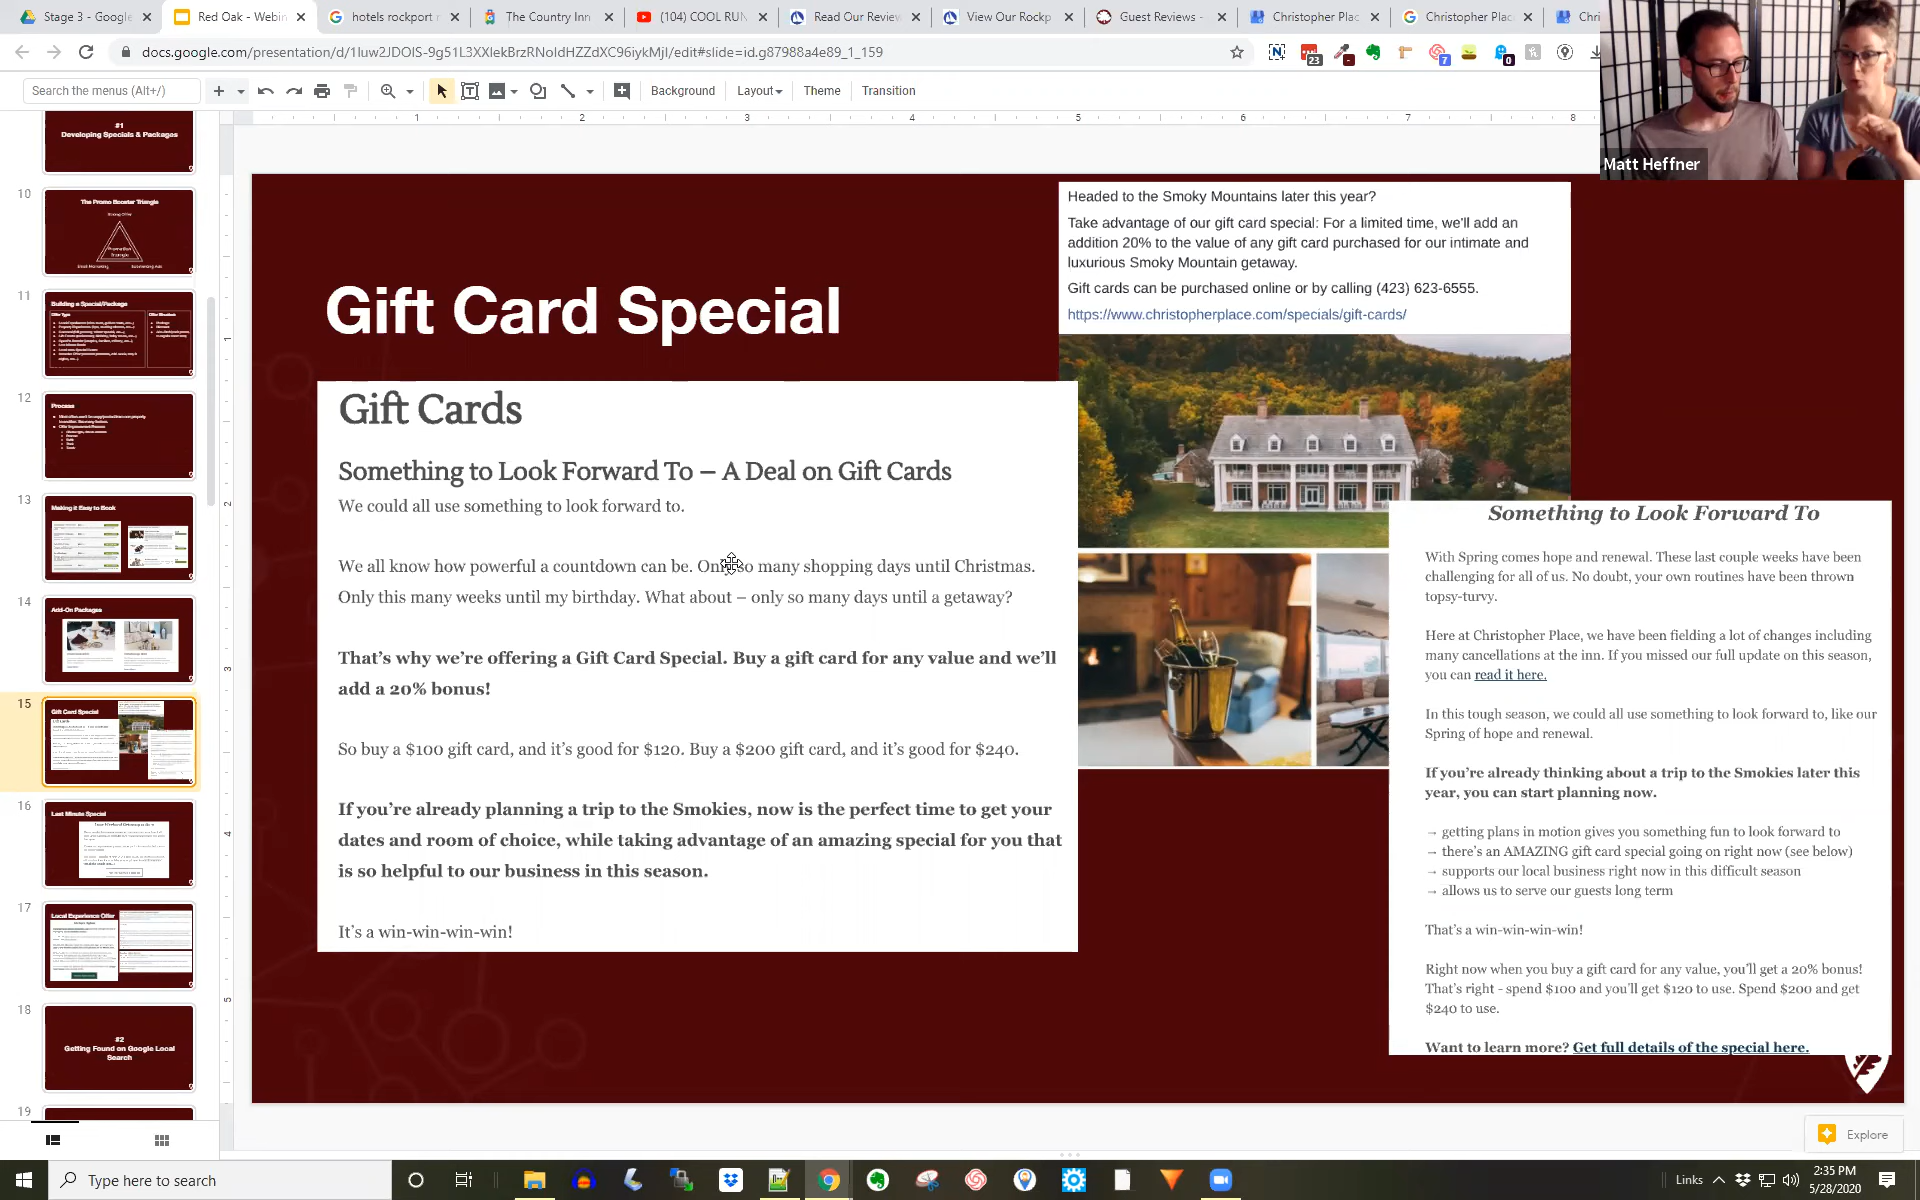 Stage 3 - Google
Red Oak - Webin
hotels rockport
The Country Inn
(104) COOL RUN
Read Our Review
View Our Rockp
Guest Reviews -
Christopher Plac
Christopher Plac
Chri
docs.google.com/presentation/d/1luw2JDOIS-9g51L3XXlekBrzRNoIdHZZdXC96iykMjI/edit#slide=id.g87988a4e89_1_159
23
7
0
Search the menus (Alt+/)
Background
Layout
Theme
Transition
Matt Heffner
1
2
3
4
5
6
7
8
1
2
3
4
5
#1
Developing Specials & Packages
10
The Promo Booster Triangle
Strong Offer
Promotion
Triangle
11
Building a Special/Package
12
Process
13
Making it Easy to Book
14
Add-On Packages
15
Gift Card Special
16
Last Minute Special
17
Local Experience Offer
18
#2
Getting Found on Google Local
Search
19
Gift Card Special
Gift Cards
Something to Look Forward To – A Deal on Gift Cards
We could all use something to look forward to.
We all know how powerful a countdown can be. Only so many shopping days until Christmas.
Only this many weeks until my birthday. What about – only so many days until a getaway?
That's why we're offering a Gift Card Special. Buy a gift card for any value and we'll
add a 20% bonus!
So buy a $100 gift card, and it's good for $120. Buy a $200 gift card, and it's good for $240.
If you're already planning a trip to the Smokies, now is the perfect time to get your
dates and room of choice, while taking advantage of an amazing special for you that
is so helpful to our business in this season.
It's a win-win-win-win!
Headed to the Smoky Mountains later this year?
Take advantage of our gift card special: For a limited time, we'll add an
addition 20% to the value of any gift card purchased for our intimate and
luxurious Smoky Mountain getaway.
Gift cards can be purchased online or by calling (423) 623-6555.
https://www.christopherplace.com/specials/gift-cards/
Something to Look Forward To
With Spring comes hope and renewal. These last couple weeks have been
challenging for all of us. No doubt, your own routines have been thrown
topsy-turvy.
Here at Christopher Place, we have been fielding a lot of changes including
many cancellations at the inn. If you missed our full update on this season,
you can read it here.
In this tough season, we could all use something to look forward to, like our
Spring of hope and renewal.
If you're already thinking about a trip to the Smokies later this
year, you can start planning now.
→ getting plans in motion gives you something fun to look forward to
→ there's an AMAZING gift card special going on right now (see below)
→ supports our local business right now in this difficult season
→ allows us to serve our guests long term
That's a win-win-win-win!
Right now when you buy a gift card for any value, you'll get a 20% bonus!
That's right - spend $100 and you'll get $120 to use. Spend $200 and get
$240 to use.
Want to learn more? Get full details of the special here.
Explore
Type here to search
Links
2:35 PM
5/28/2020